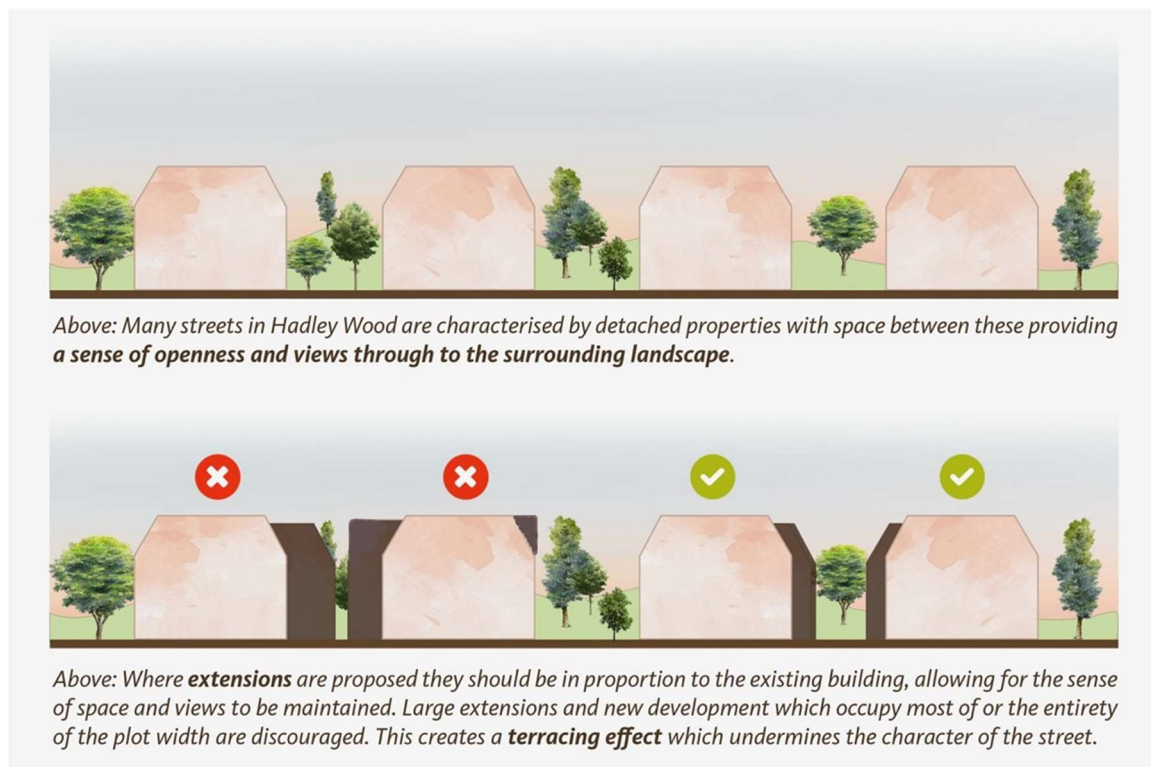 Above: Many streets in Hadley Wood are characterised by detached properties with space between these providing
a sense of openness and views through to the surrounding landscape.
Above: Where extensions are proposed they should be in proportion to the existing building, allowing for the sense
of space and views to be maintained. Large extensions and new development which occupy most of or the entirety
of the plot width are discouraged. This creates a terracing effect which undermines the character of the street.